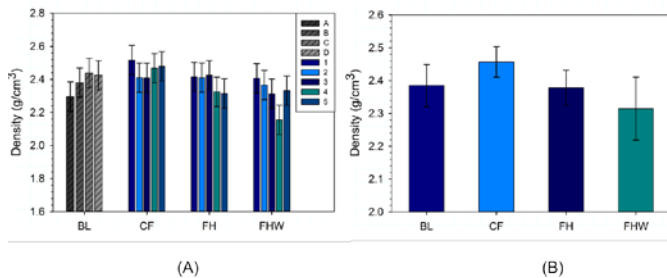 2.8
2.6
2.4
2.2
2.0
1.8
1.6
Density (g/cm³)
BL CF FH FHW
A
B
C
D
1
2
3
4
5
(A)
2.6
2.5
2.4
2.3
2.2
2.1
2.0
Density (g/cm³)
BL CF FH FHW
(B)